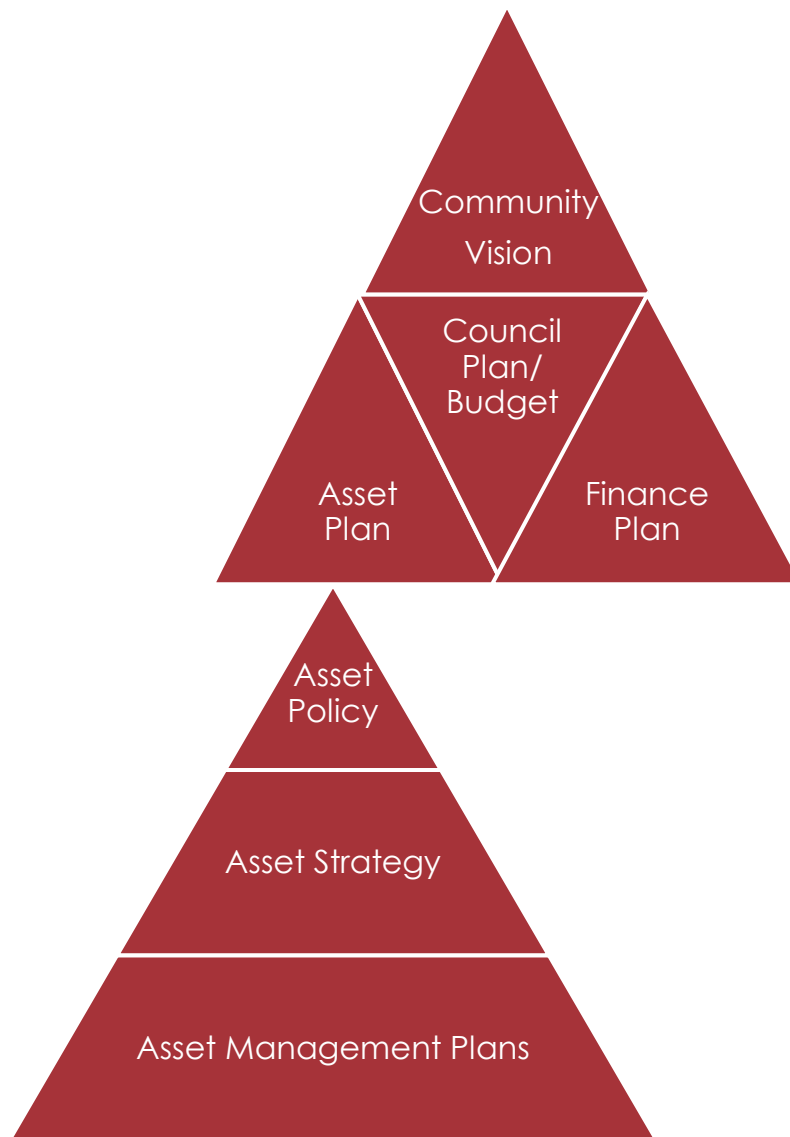 Community
Vision
Council
Plan/
Budget
Asset
Plan
Finance
Plan
Asset
Policy
Asset Strategy
Asset Management Plans